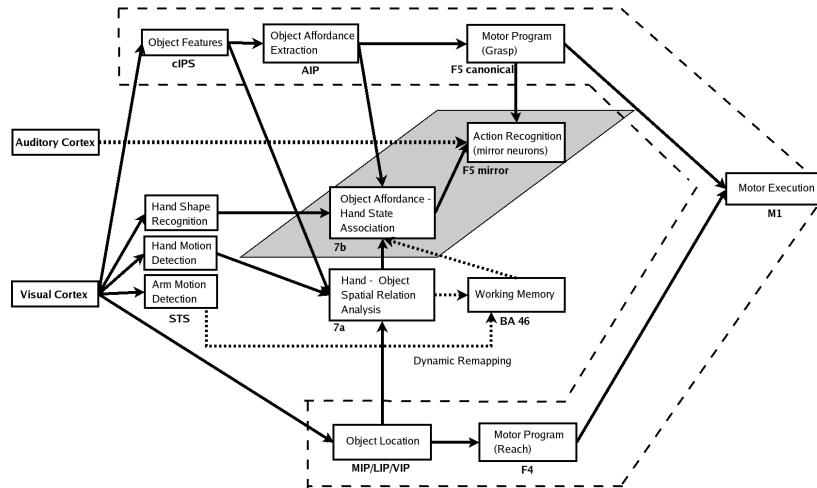 Object Features
cIPS
Object Affordance
Extraction
AIP
Motor Program
(Grasp)
F5 canonical
Auditory Cortex
Action Recognition
(mirror neurons)
F5 mirror
Motor Execution
M1
Hand Shape
Recognition
Object Affordance -
Hand State
Association
7b
Hand Motion
Detection
Visual Cortex
Arm Motion
Detection
STS
Hand - Object
Spatial Relation
Analysis
7a
Working Memory
BA 46
Dynamic Remapping
Object Location
MIP/LIP/VIP
Motor Program
(Reach)
F4